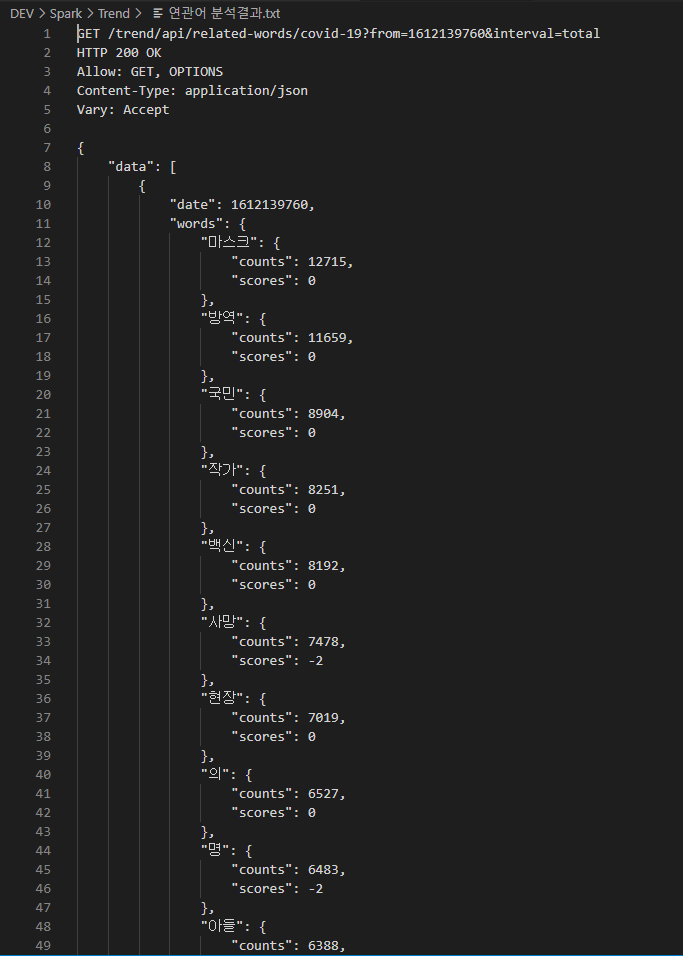 DEV > Spark > Trend > 연관어 분석결과.txt
1 GET /trend/api/related-words/covid-19?from=1612139760&interval=total
2 HTTP 200 OK
3 Allow: GET, OPTIONS
4 Content-Type: application/json
5 Vary: Accept
6
7 {
8 "data": [
9 {
10 "date": 1612139760,
11 "words": {
12 "마스크": {
13 "counts": 12715,
14 "scores": 0
15 },
16 "방역": {
17 "counts": 11659,
18 "scores": 0
19 },
20 "국민": {
21 "counts": 8904,
22 "scores": 0
23 },
24 "작가": {
25 "counts": 8251,
26 "scores": 0
27 },
28 "백신": {
29 "counts": 8192,
30 "scores": 0
31 },
32 "사망": {
33 "counts": 7478,
34 "scores": -2
35 },
36 "현장": {
37 "counts": 7019,
38 "scores": 0
39 },
40 "의": {
41 "counts": 6527,
42 "scores": 0
43 },
44 "명": {
45 "counts": 6483,
46 "scores": -2
47 },
48 "아들": {
49 "counts": 6388,